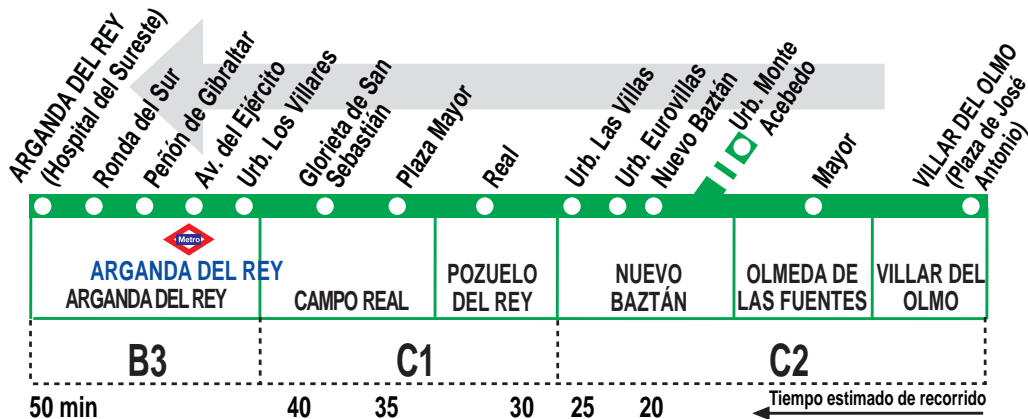 ARGANDA DEL REY
(Hospital del Sureste)
Ronda del Sur
Peñón de Gibraltar
Av. del Ejército
Urb. Los Villares
Glorieta de San
Sebastián
Plaza Mayor
Real
Urb. Las Villas
Urb. Eurovillas
Nuevo Baztán
Urb. Monte
Acebedo
Mayor
VILLAR DEL OLMO
(Plaza de José
Antonio)
Metro
ARGANDA DEL REY
ARGANDA DEL REY
CAMPO REAL
POZUELO
DEL REY
NUEVO
BAZTÁN
OLMEDA DE
LAS FUENTES
VILLAR DEL
OLMO
B3
C1
C2
50 min
40
35
30
25
20
Tiempo estimado de recorrido